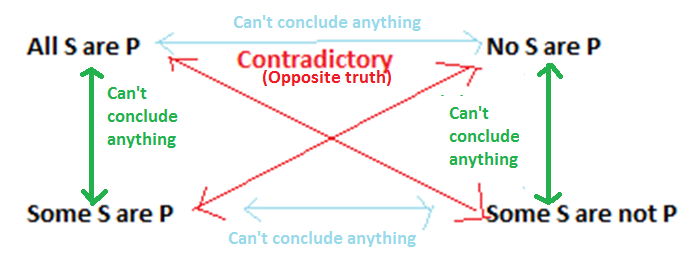 Can't conclude anything
All S are P
No S are P
Contradictory
(Opposite truth)
Can't
conclude
anything
Can't
conclude
anything
Some S are P
Some S are not P
Can't conclude anything